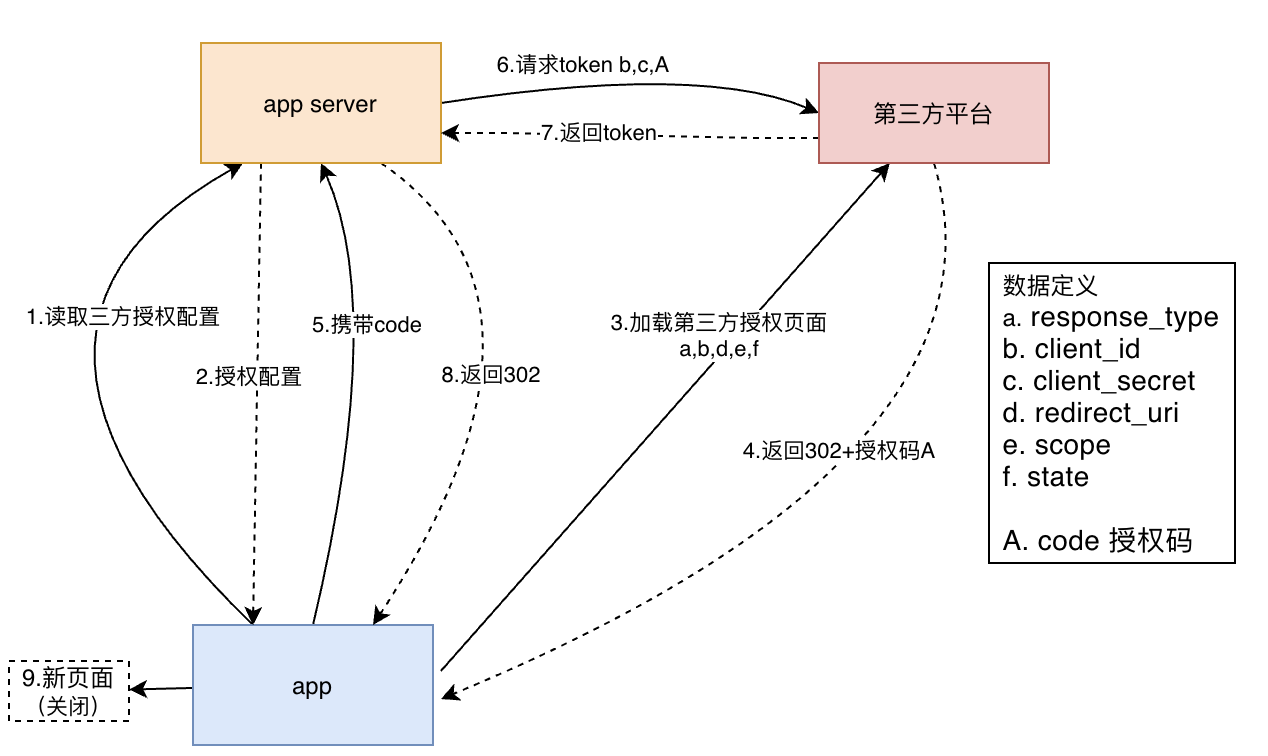 6.请求token b,c,A
app server
第三方平台
7.返回token
数据定义
a. response_type
b. client_id
c. client_secret
d. redirect_uri
e. scope
f. state
A. code 授权码
1.读取三方授权配置
5.携带code
3.加载第三方授权页面
a,b,d,e,f
2.授权配置
8.返回302
4.返回302+授权码A
9.新页面
（关闭）
app